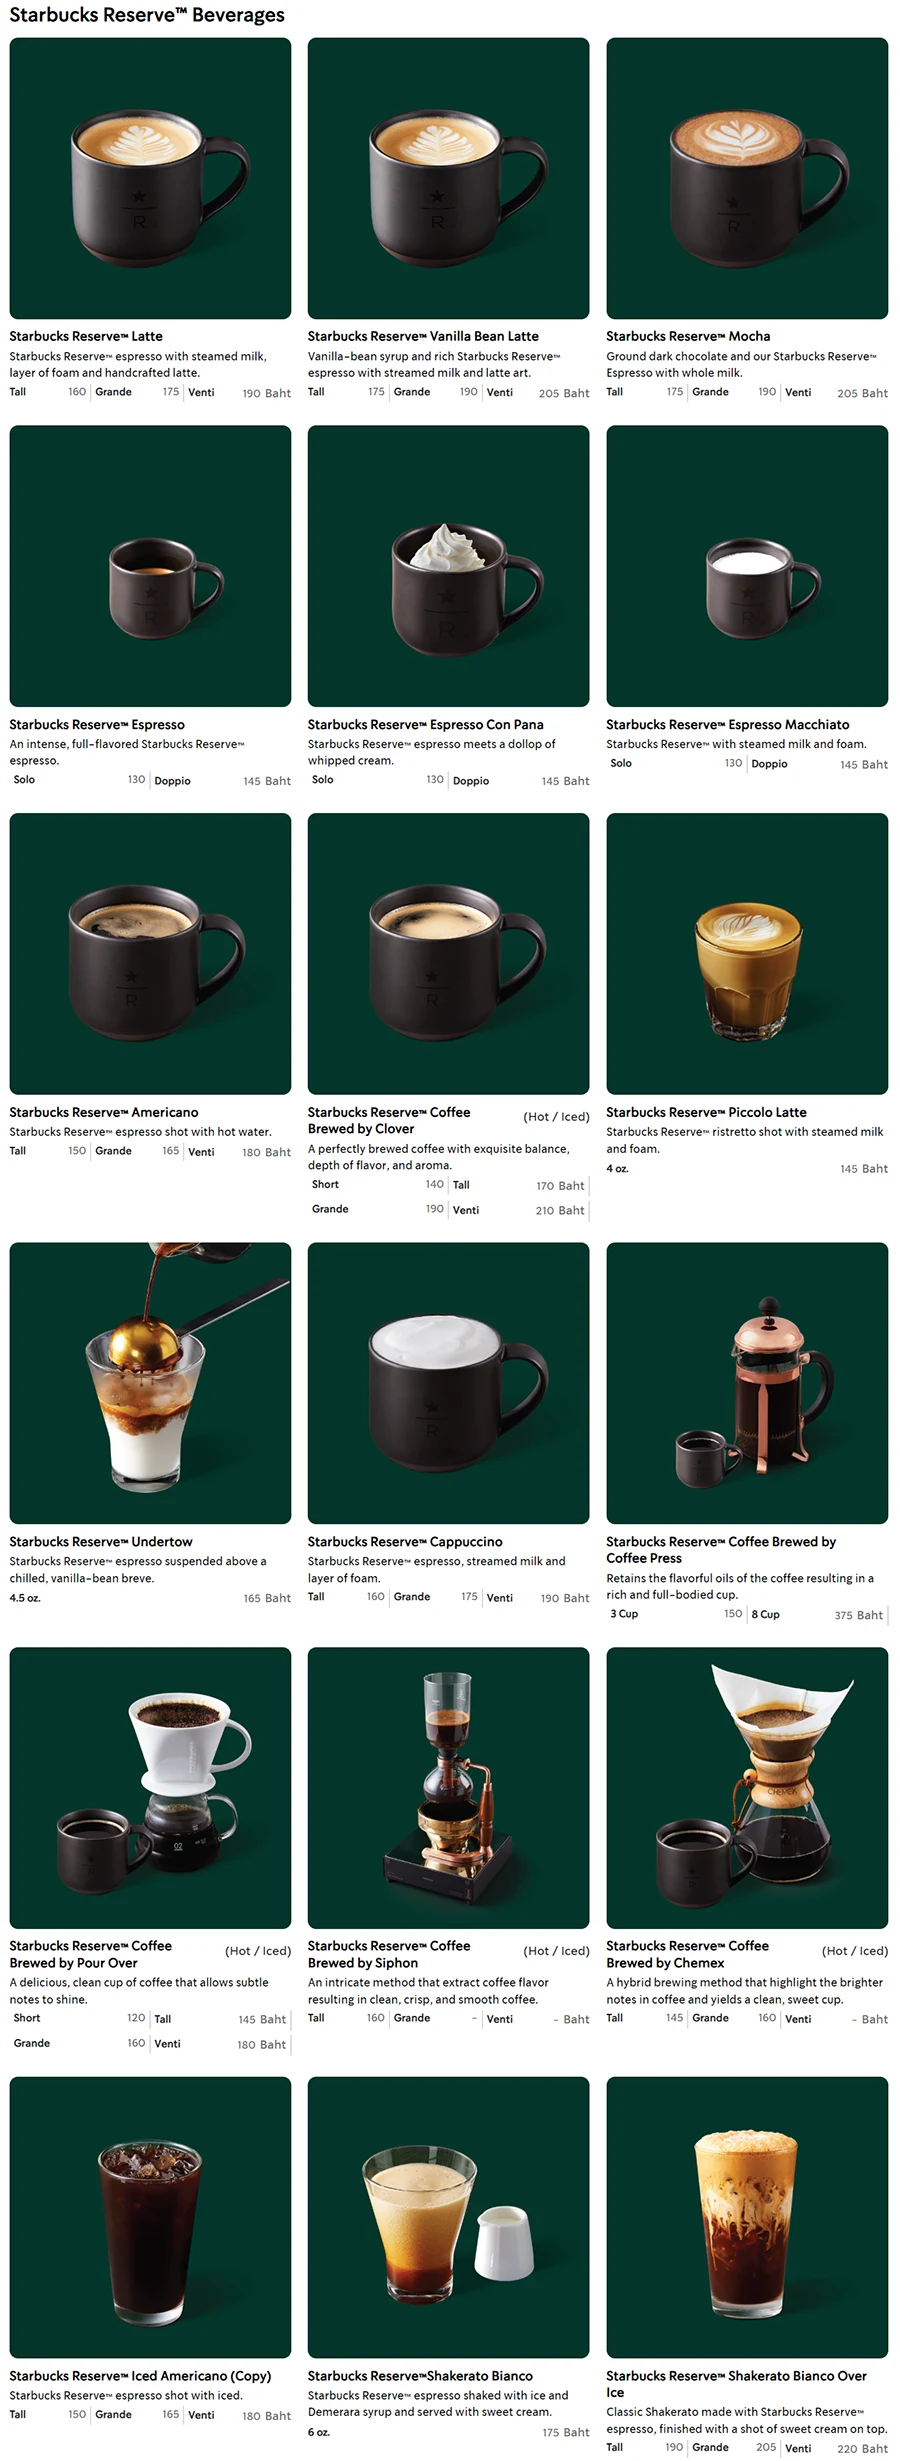 Starbucks Reserve™ Beverages
Starbucks Reserve™ Latte
Starbucks Reserve™ espresso with steamed milk,
layer of foam and handcrafted latte.
Tall 160 Grande 175 Venti 190 Baht
Starbucks Reserve™ Vanilla Bean Latte
Vanilla-bean syrup and rich Starbucks Reserve™
espresso with streamed milk and latte art.
Tall 175 Grande 190 Venti 205 Baht
Starbucks Reserve™ Mocha
Ground dark chocolate and our Starbucks Reserve™
Espresso with whole milk.
Tall 175 Grande 190 Venti 205 Baht
Starbucks Reserve™ Espresso
An intense, full-flavored Starbucks Reserve™
espresso.
Solo 130 Doppio 145 Baht
Starbucks Reserve™ Espresso Con Pana
Starbucks Reserve™ espresso meets a dollop of
whipped cream.
Solo 130 Doppio 145 Baht
Starbucks Reserve™ Espresso Macchiato
Starbucks Reserve™ with steamed milk and foam.
Solo 130 Doppio 145 Baht
Starbucks Reserve™ Americano
Starbucks Reserve™ espresso shot with hot water.
Tall 150 Grande 165 Venti 180 Baht
Starbucks Reserve™ Coffee (Hot / Iced)
Brewed by Clover
A perfectly brewed coffee with exquisite balance,
depth of flavor, and aroma.
Short 140 Tall 170 Baht
Grande 190 Venti 210 Baht
Starbucks Reserve™ Piccolo Latte
Starbucks Reserve™ ristretto shot with steamed milk
and foam.
4 oz. 145 Baht
Starbucks Reserve™ Undertow
Starbucks Reserve™ espresso suspended above a
chilled, vanilla-bean breve.
4.5 oz. 165 Baht
Starbucks Reserve™ Cappuccino
Starbucks Reserve™ espresso, streamed milk and
layer of foam.
Tall 160 Grande 175 Venti 190 Baht
Starbucks Reserve™ Coffee Brewed by
Coffee Press
Retains the flavorful oils of the coffee resulting in a
rich and full-bodied cup.
3 Cup 150 8 Cup 375 Baht
CHEMEX
Starbucks Reserve™ Coffee (Hot / Iced)
Brewed by Pour Over
A delicious, clean cup of coffee that allows subtle
notes to shine.
Short 120 Tall 145 Baht
Grande 160 Venti 180 Baht
Starbucks Reserve™ Coffee (Hot / Iced)
Brewed by Siphon
An intricate method that extract coffee flavor
resulting in clean, crisp, and smooth coffee.
Tall 160 Grande - Venti - Baht
Starbucks Reserve™ Coffee (Hot / Iced)
Brewed by Chemex
A hybrid brewing method that highlight the brighter
notes in coffee and yields a clean, sweet cup.
Tall 145 Grande 160 Venti - Baht
Starbucks Reserve™ Iced Americano (Copy)
Starbucks Reserve™ espresso shot with iced.
Tall 150 Grande 165 Venti 180 Baht
Starbucks Reserve™Shakerato Bianco
Starbucks Reserve™ espresso shaked with ice and
Demerara syrup and served with sweet cream.
6 oz. 175 Baht
Starbucks Reserve™ Shakerato Bianco Over
Ice
Classic Shakerato made with Starbucks Reserve™
espresso, finished with a shot of sweet cream on top.
Tall 190 Grande 205 Venti 220 Baht